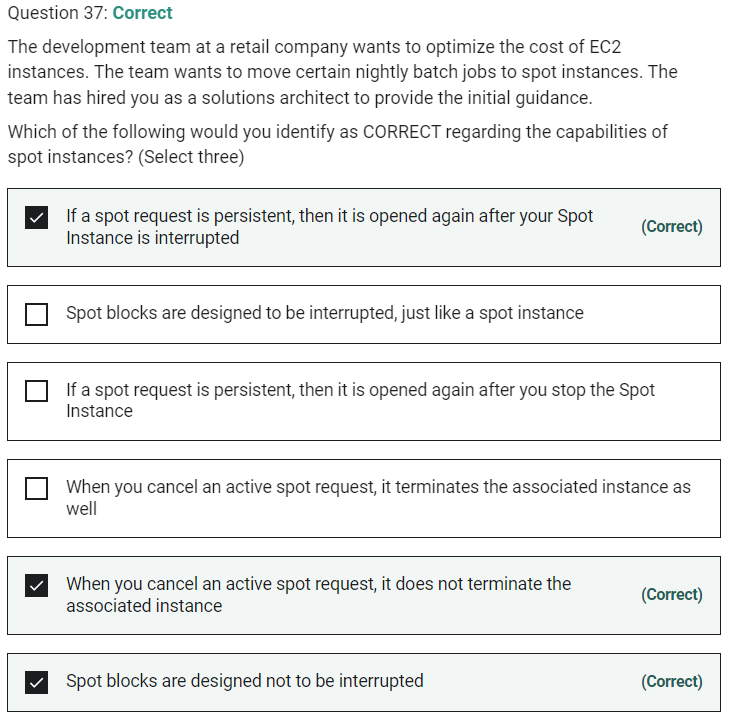 Question 37: Correct
The development team at a retail company wants to optimize the cost of EC2
instances. The team wants to move certain nightly batch jobs to spot instances. The
team has hired you as a solutions architect to provide the initial guidance.
Which of the following would you identify as CORRECT regarding the capabilities of
spot instances? (Select three)
If a spot request is persistent, then it is opened again after your Spot
Instance is interrupted
(Correct)
Spot blocks are designed to be interrupted, just like a spot instance
If a spot request is persistent, then it is opened again after you stop the Spot
Instance
When you cancel an active spot request, it terminates the associated instance as
well
When you cancel an active spot request, it does not terminate the
associated instance
(Correct)
Spot blocks are designed not to be interrupted
(Correct)